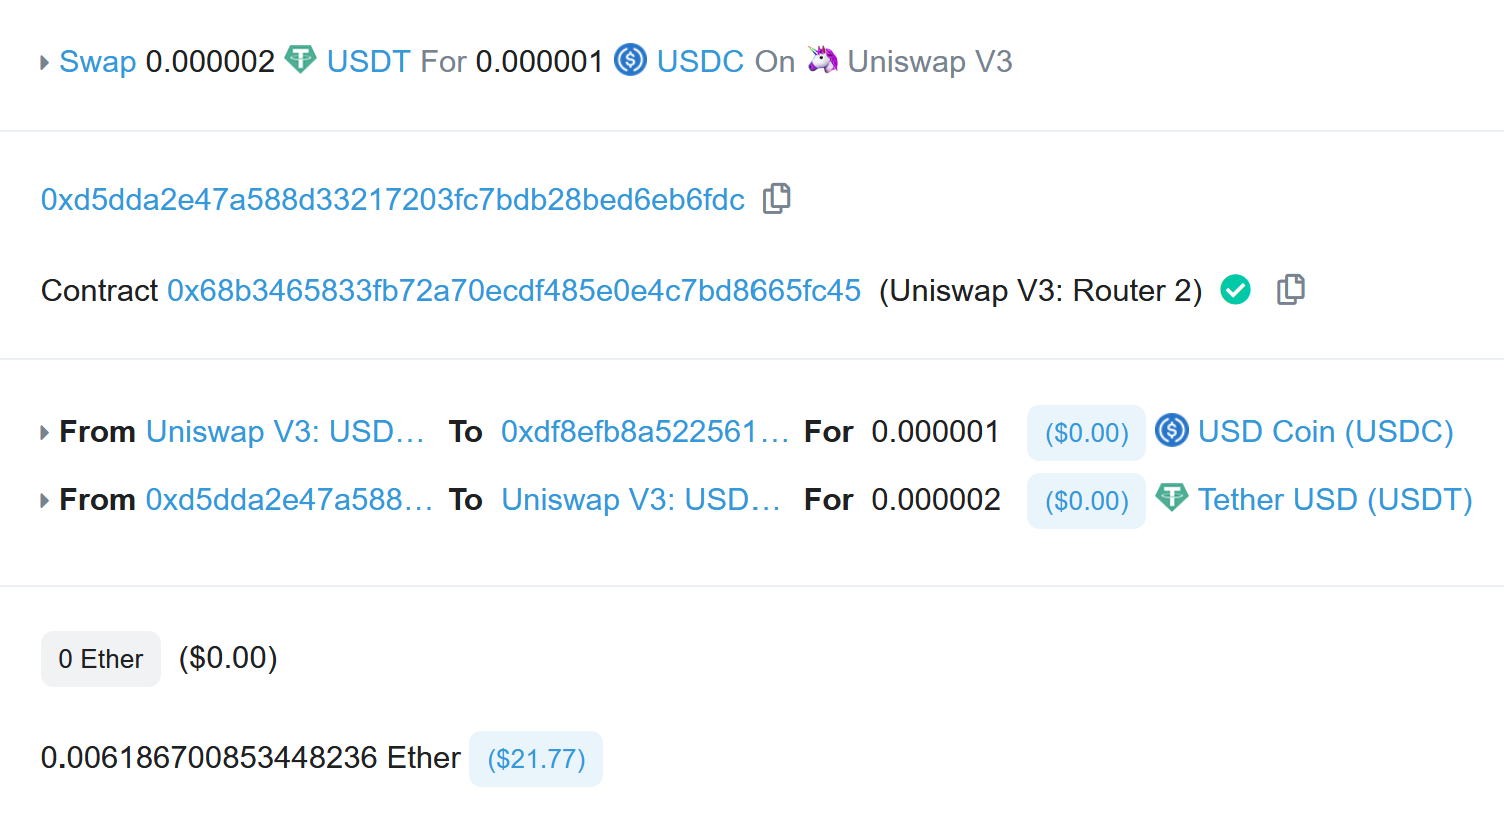 Swap 0.000002 USDT For 0.000001 USDC On Uniswap V3
0xd5dda2e47a588d33217203fc7bdb28bed6eb6fdc
Contract 0x68b3465833fb72a70ecdf485e0e4c7bd8665fc45 (Uniswap V3: Router 2)
From Uniswap V3: USD... To 0xdf8efb8a522561... For 0.000001 ($0.00) USD Coin (USDC)
From 0xd5dda2e47a588... To Uniswap V3: USD... For 0.000002 ($0.00) Tether USD (USDT)
0 Ether ($0.00)
0.006186700853448236 Ether ($21.77)